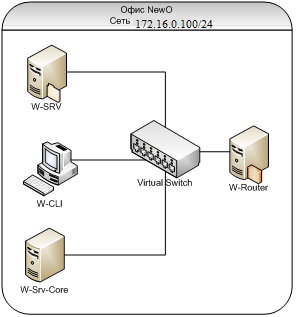 Офис NewO
Сеть 172.16.0.100/24
W-SRV
Virtual Switch
W-Router
W-CLI
W-Srv-Core